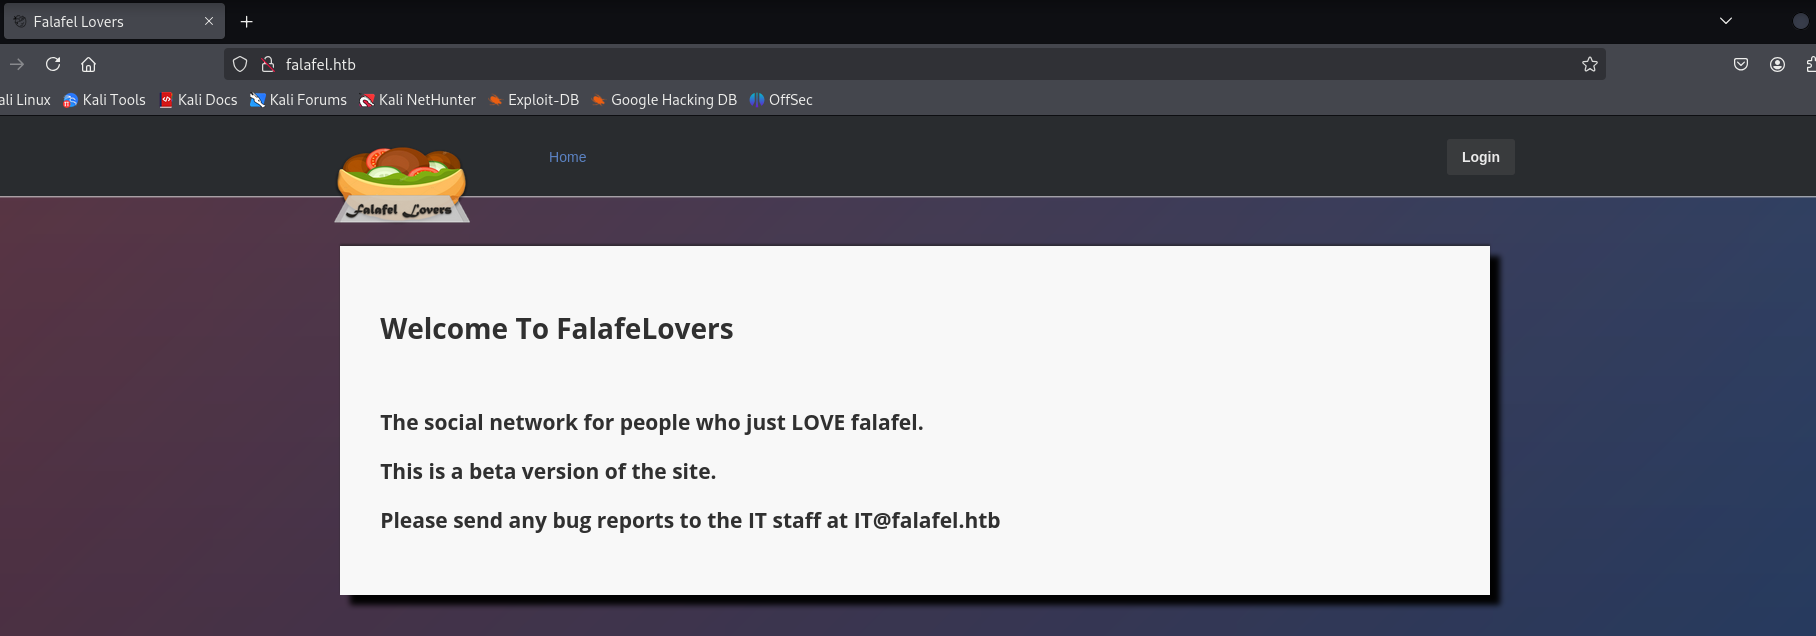 Falafel Lovers
falafel.htb
ali Linux Kali Tools Kali Docs Kali Forums Kali NetHunter Exploit-DB Google Hacking DB OffSec
Home
Login
Falafel Lovers
Welcome To FalafeLovers
The social network for people who just LOVE falafel.
This is a beta version of the site.
Please send any bug reports to the IT staff at IT@falafel.htb